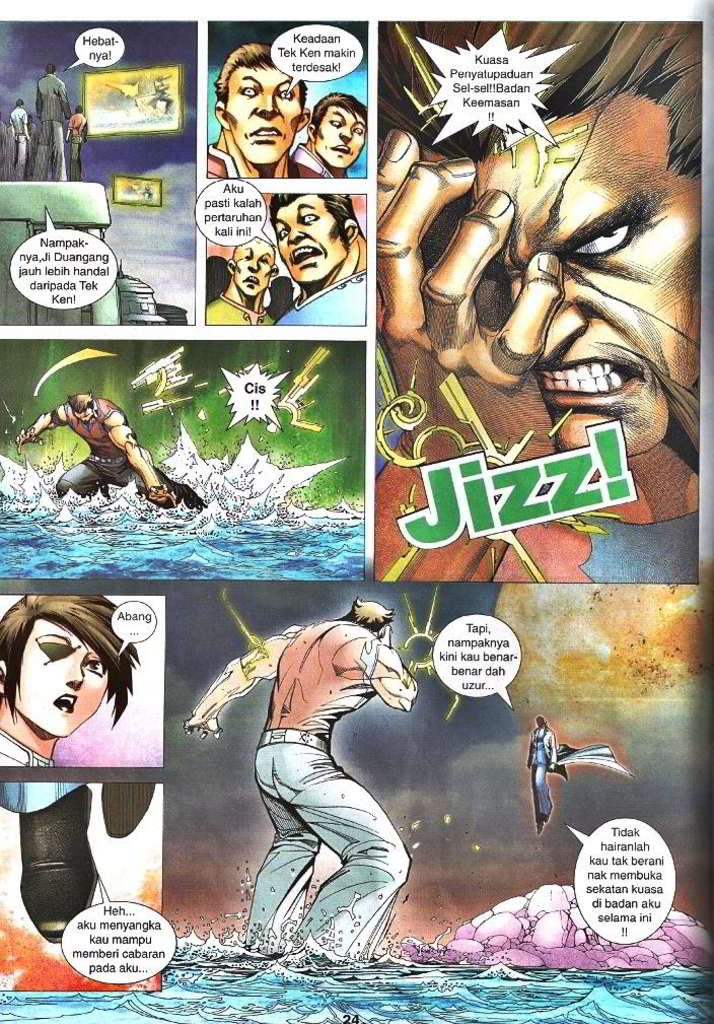 Hebat-
nya!
Nampak-
nya,Ji Duangang
jauh lebih handal
daripada Tek
Ken!
Keadaan
Tek Ken makin
terdesak!
Aku
pasti kalah
pertaruhan
kali ini!
Kuasa
Penyatupaduan
Sel-sel!!Badan
Keemasan
!!
Jizz!
Cis
!!
Abang
...
Heh...
aku menyangka
kau mampu
memberi cabaran
pada aku...
Tapi,
nampaknya
kini kau benar-
benar dah
uzur...
Tidak
hairanlah
kau tak berani
nak membuka
sekatan kuasa
di badan aku
selama ini
!!
24